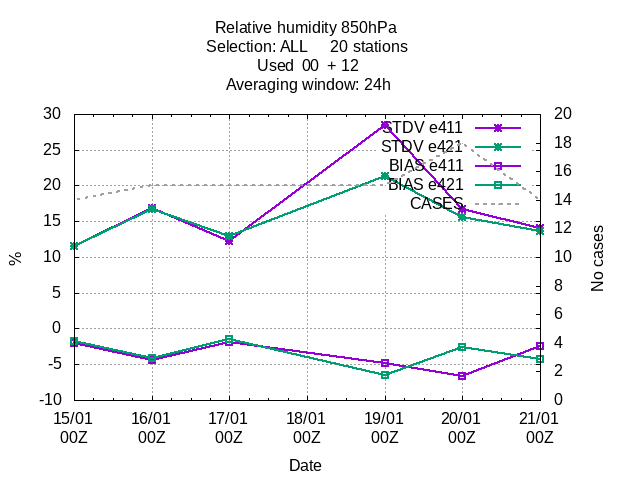 Relative humidity 850hPa
Selection: ALL     20 stations
Used  00  + 12
Averaging window: 24h
30
25
20
15
10
5
0
-5
-10
%
20
18
16
14
12
10
8
6
4
2
0
No cases
STDV e411
STDV e421
BIAS e411
BIAS e421
CASES
15/01 16/01 17/01 18/01 19/01 20/01 21/01
00Z 00Z 00Z 00Z 00Z 00Z 00Z
Date